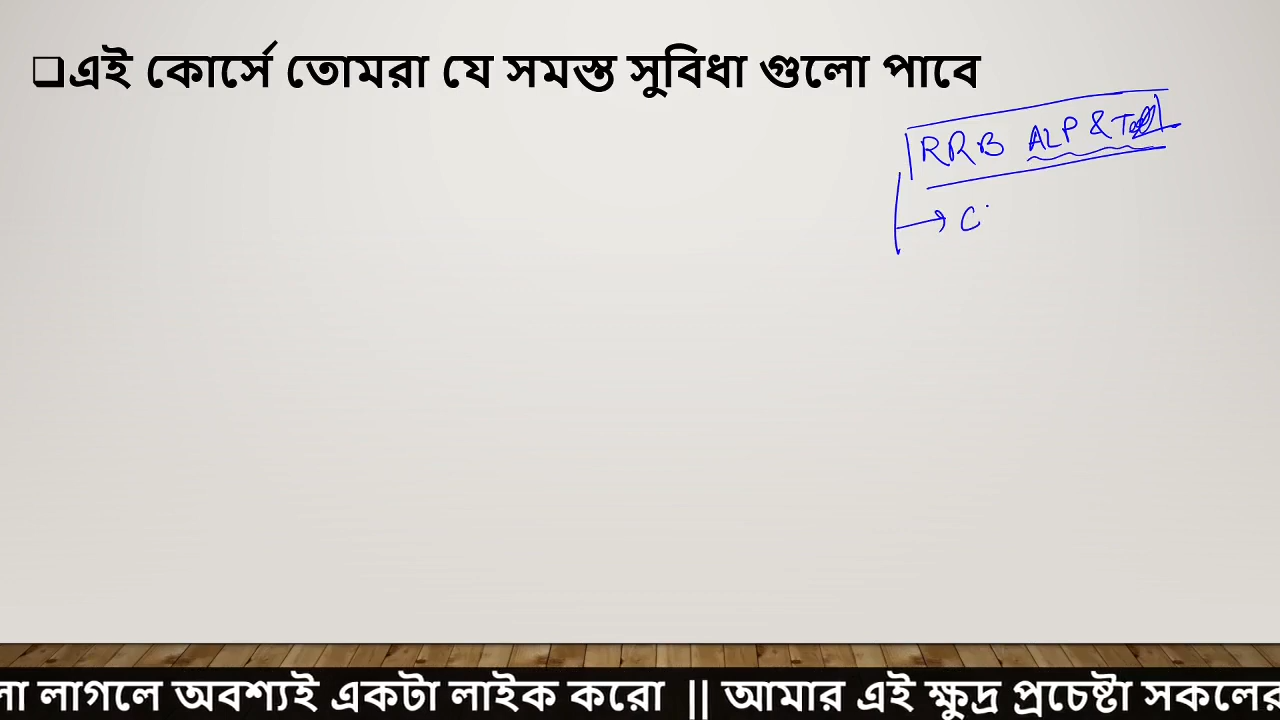 ❑এই কোর্সে তোমরা যে সমস্ত সুবিধা গুলো পাবে
RRB ALP &
→ C
লো লাগলে অবশ্যই একটা লাইক করো || আমার এই ক্ষুদ্র প্রচেষ্টা সকলের